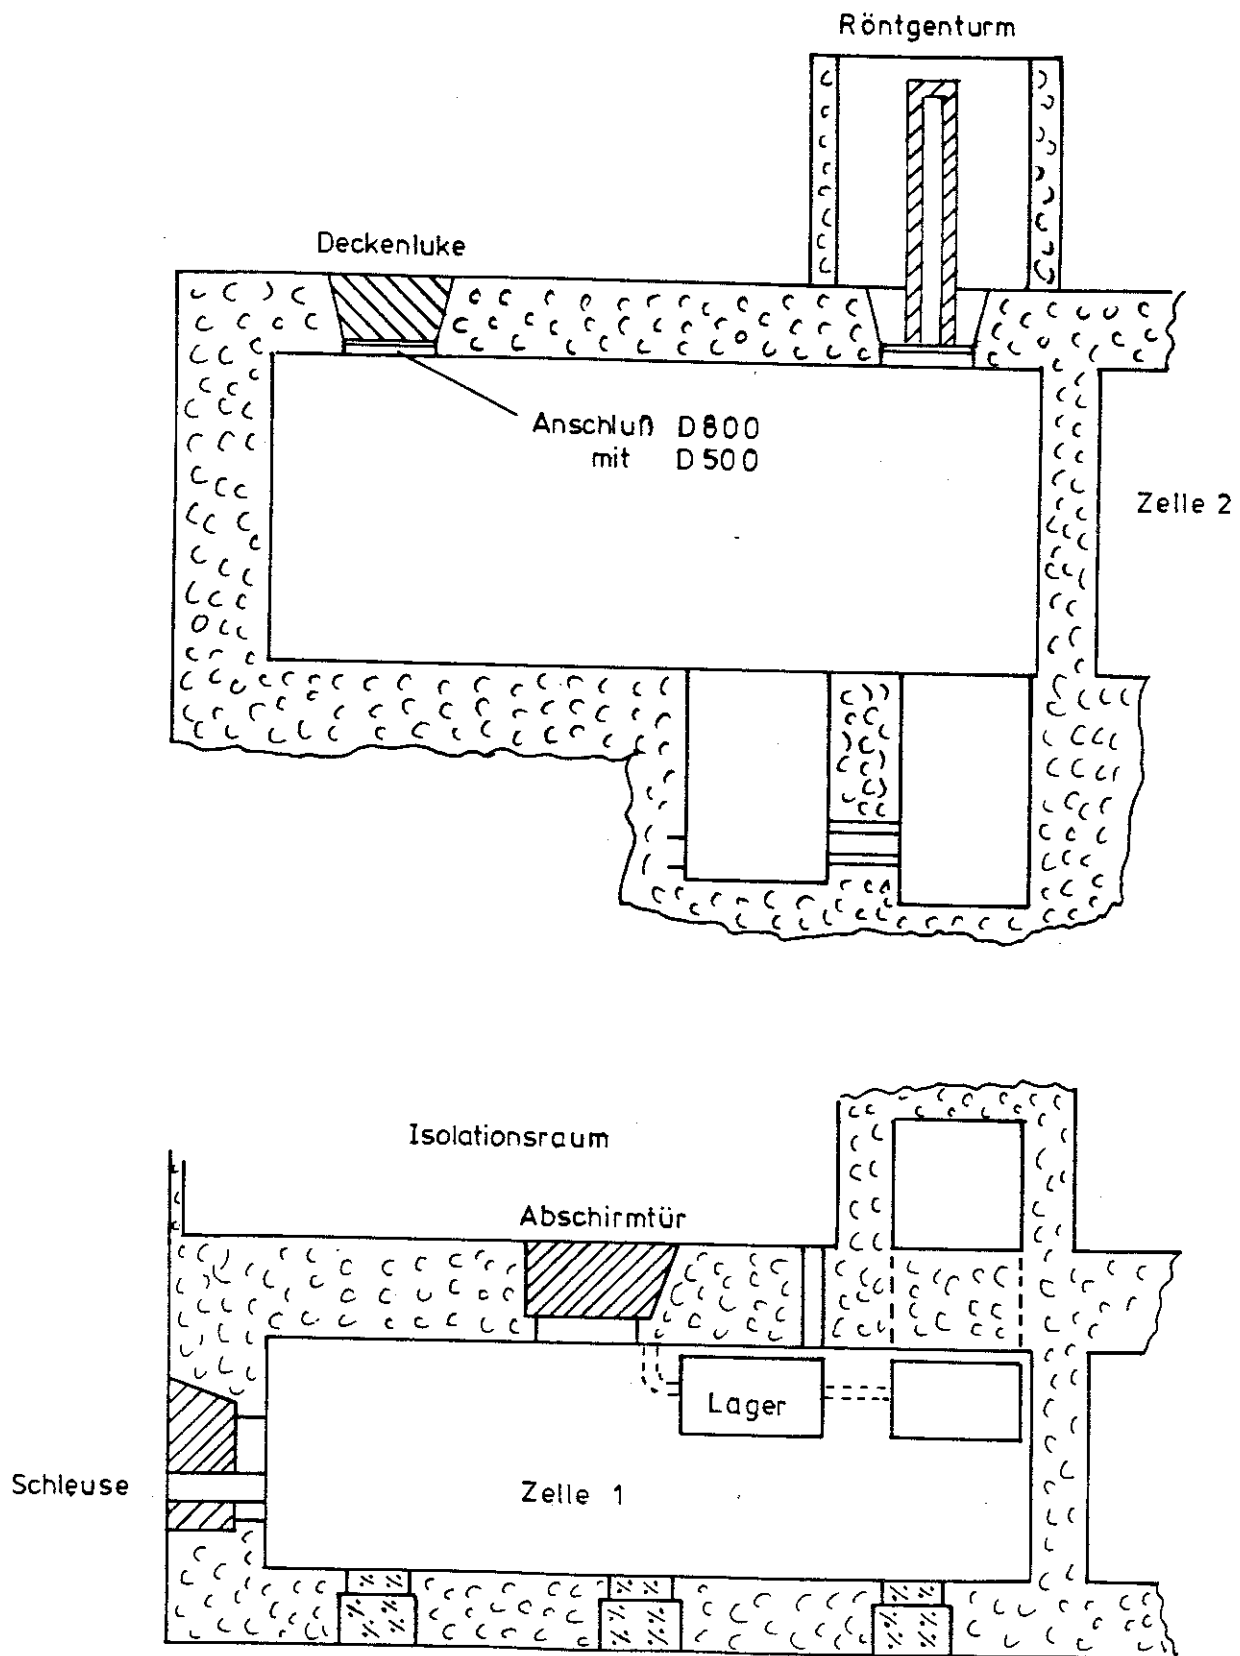 Röntgenturm
Deckenluke
Anschluß D800
mit D500
Zelle 2
Isolationsraum
Abschirmtür
Lager
Schleuse
Zelle 1